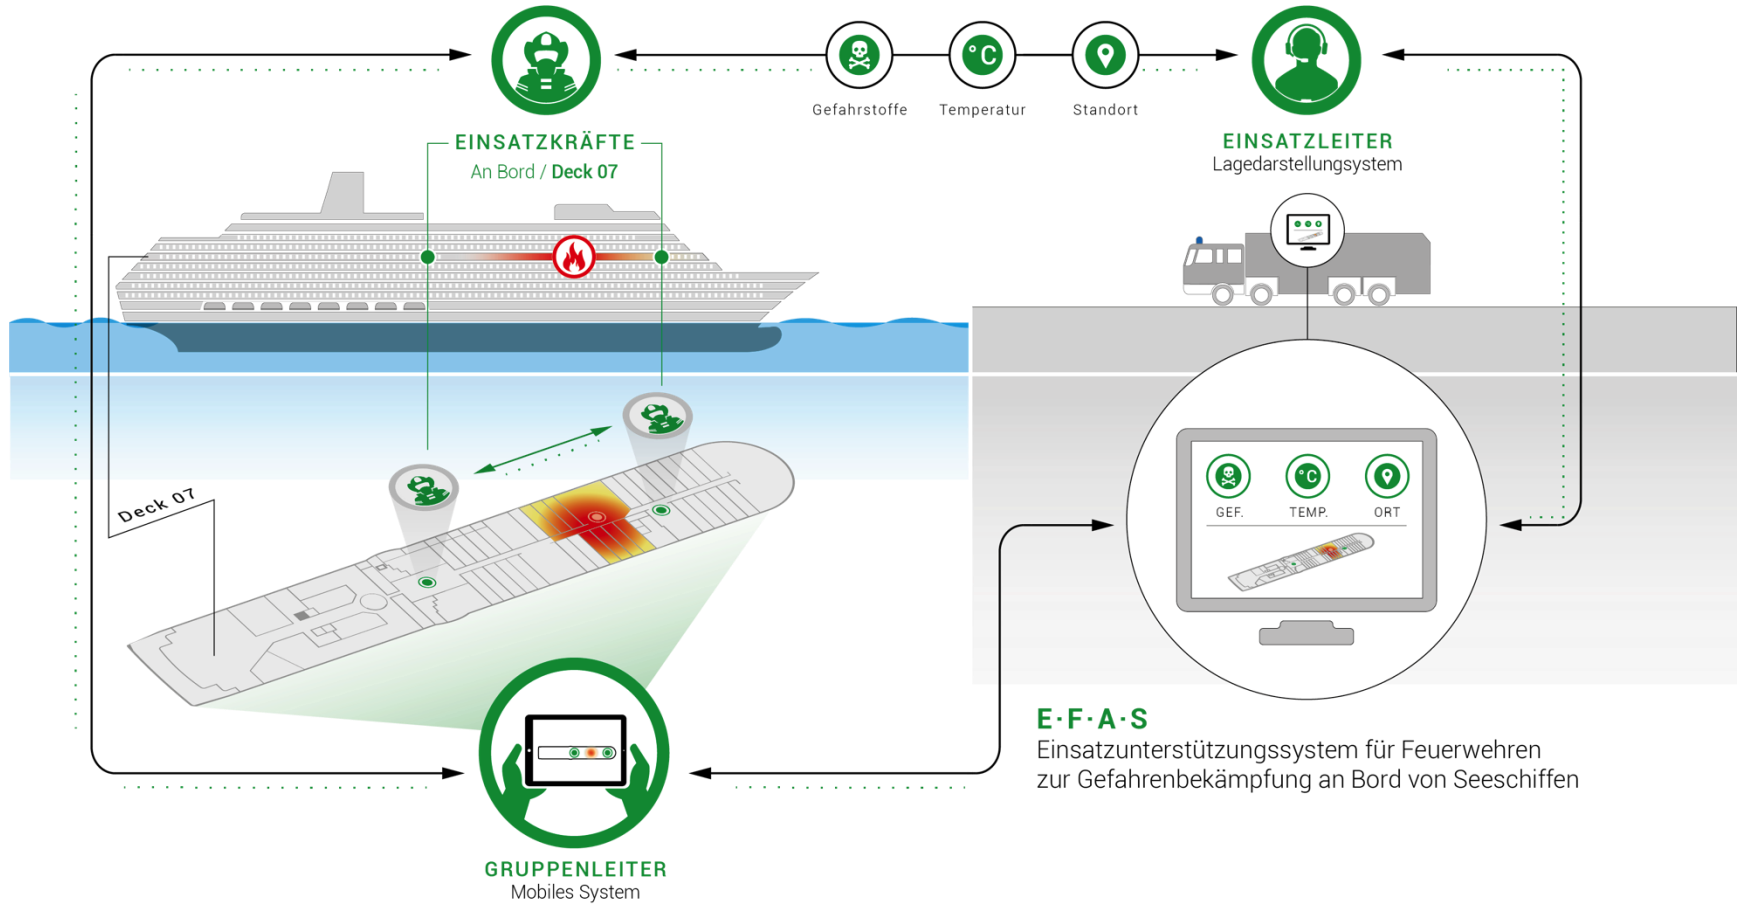 Gefahrstoffe
Temperatur
Standort
EINSATZKRÄFTE
An Bord / Deck 07
EINSATZLEITER
Lagedarstellungsystem
°C
Deck 07
°C
GEF.
TEMP.
ORT
E·F·A·S
Einsatzunterstützungssystem für Feuerwehren
zur Gefahrenbekämpfung an Bord von Seeschiffen
GRUPPENLEITER
Mobiles System